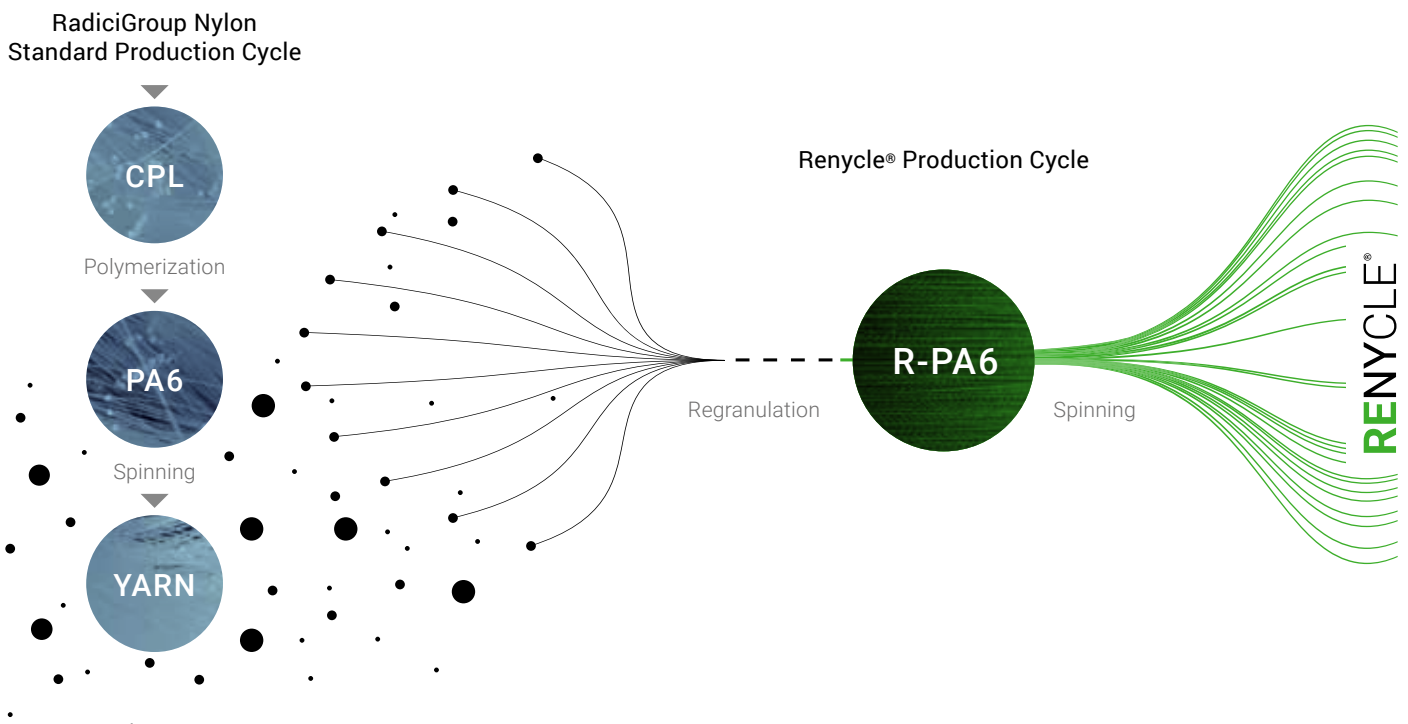 RadiciGroup Nylon
Standard Production Cycle
CPL
Polymerization
PA6
Spinning
YARN
Renycle® Production Cycle
Regranulation
R-PA6
Spinning
RENYCLE®